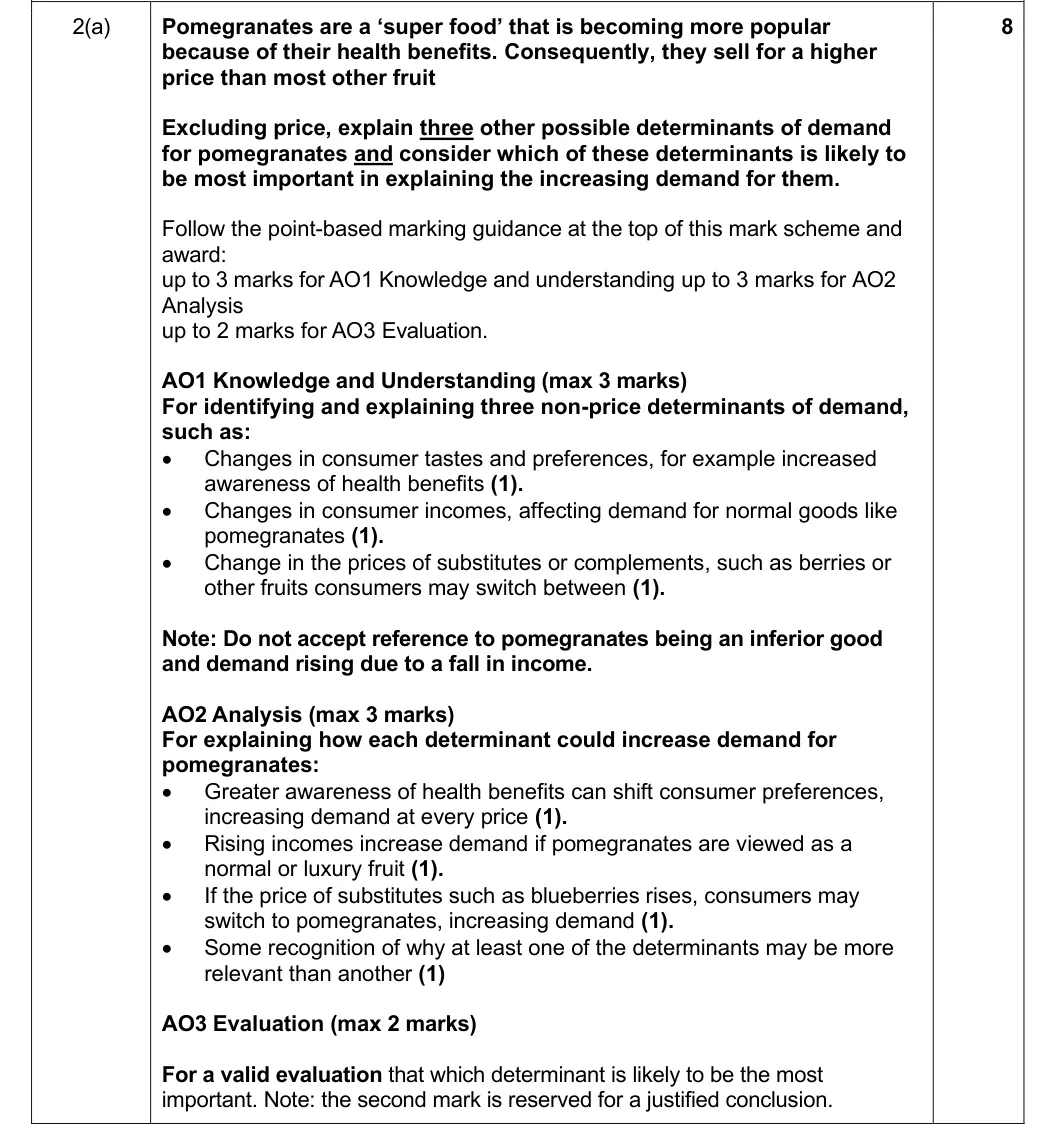 2(a)
Pomegranates are a ‘super food’ that is becoming more popular
because of their health benefits. Consequently, they sell for a higher
price than most other fruit
8
Excluding price, explain three other possible determinants of demand
for pomegranates and consider which of these determinants is likely to
be most important in explaining the increasing demand for them.
Follow the point-based marking guidance at the top of this mark scheme and
award:
up to 3 marks for AO1 Knowledge and understanding up to 3 marks for AO2
Analysis
up to 2 marks for AO3 Evaluation.
AO1 Knowledge and Understanding (max 3 marks)
For identifying and explaining three non-price determinants of demand,
such as:
• Changes in consumer tastes and preferences, for example increased
awareness of health benefits (1).
• Changes in consumer incomes, affecting demand for normal goods like
pomegranates (1).
• Change in the prices of substitutes or complements, such as berries or
other fruits consumers may switch between (1).
Note: Do not accept reference to pomegranates being an inferior good
and demand rising due to a fall in income.
AO2 Analysis (max 3 marks)
For explaining how each determinant could increase demand for
pomegranates:
• Greater awareness of health benefits can shift consumer preferences,
increasing demand at every price (1).
• Rising incomes increase demand if pomegranates are viewed as a
normal or luxury fruit (1).
• If the price of substitutes such as blueberries rises, consumers may
switch to pomegranates, increasing demand (1).
• Some recognition of why at least one of the determinants may be more
relevant than another (1)
AO3 Evaluation (max 2 marks)
For a valid evaluation that which determinant is likely to be the most
important. Note: the second mark is reserved for a justified conclusion.